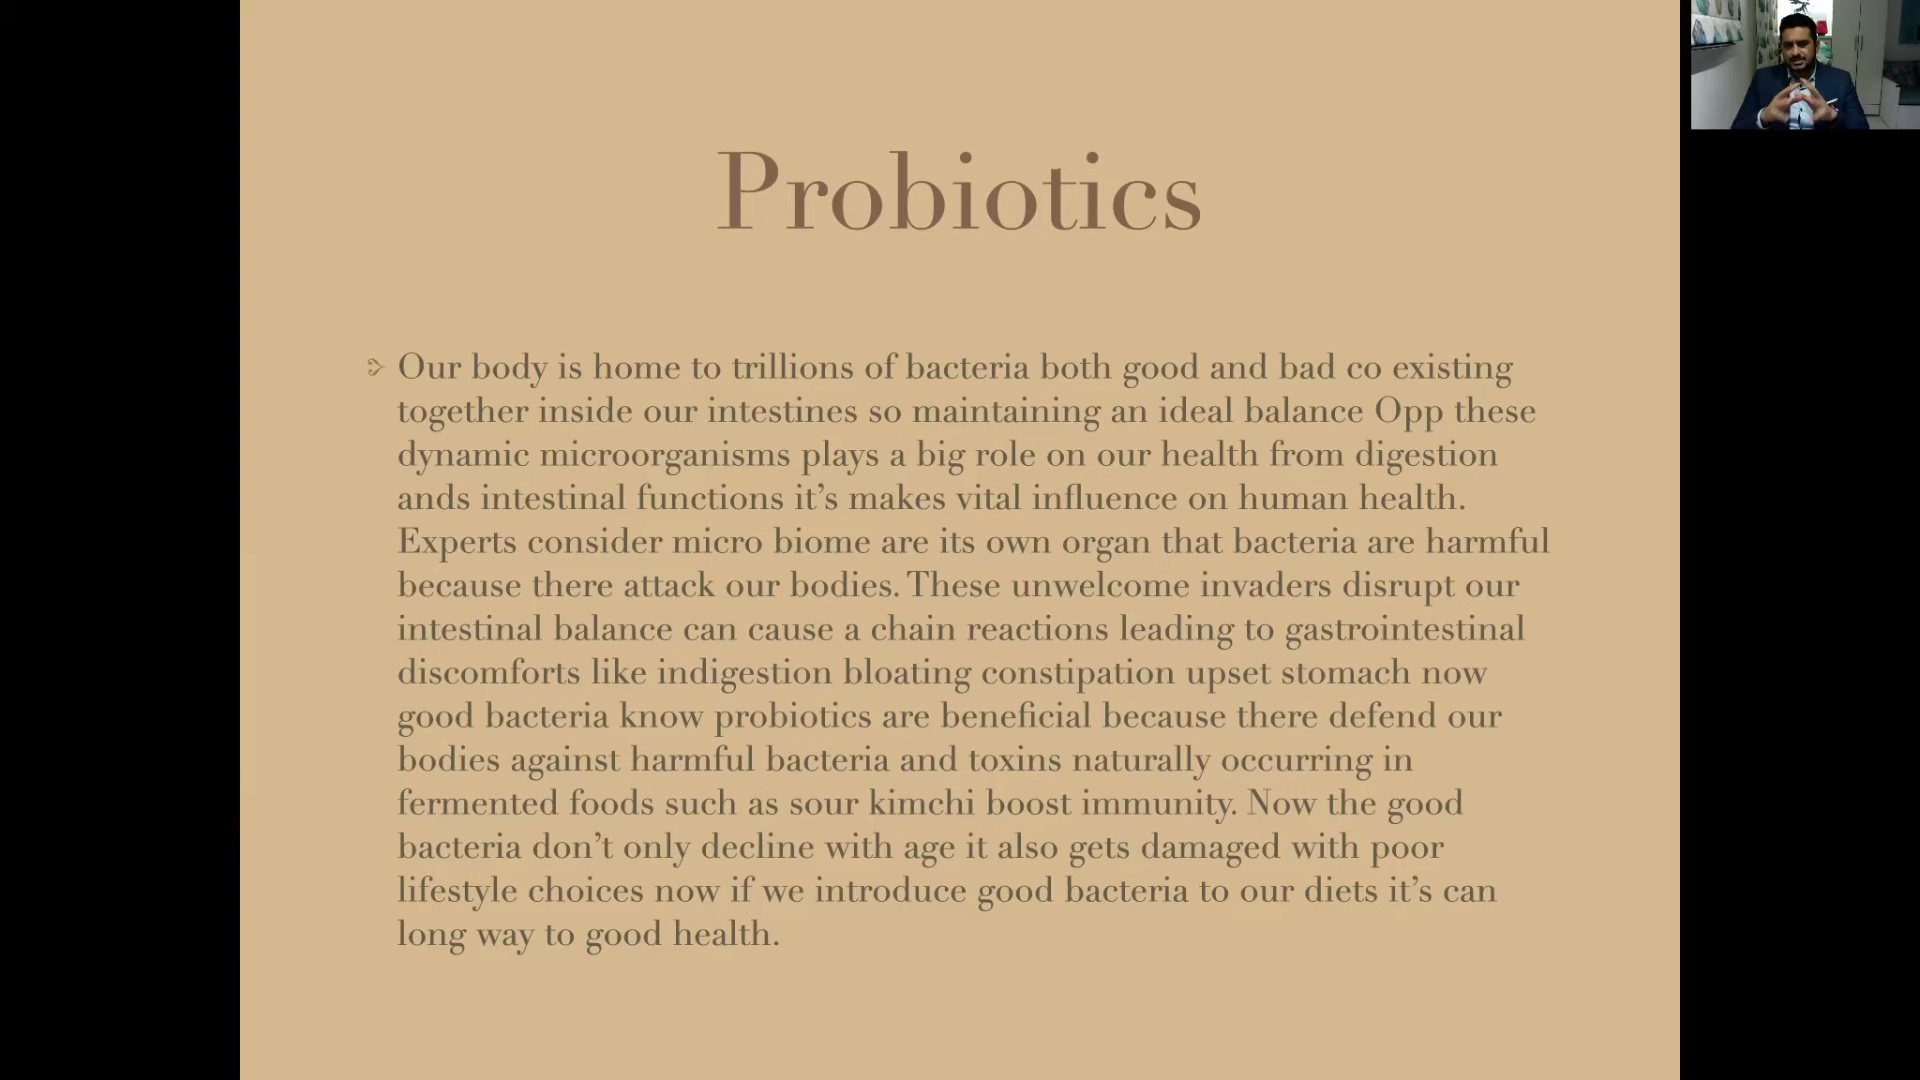 Probiotics
Our body is home to trillions of bacteria both good and bad co existing
together inside our intestines so maintaining an ideal balance Opp these
dynamic microorganisms plays a big role on our health from digestion
ands intestinal functions it’s makes vital influence on human health.
Experts consider micro biome are its own organ that bacteria are harmful
because there attack our bodies. These unwelcome invaders disrupt our
intestinal balance can cause a chain reactions leading to gastrointestinal
discomforts like indigestion bloating constipation upset stomach now
good bacteria know probiotics are beneficial because there defend our
bodies against harmful bacteria and toxins naturally occurring in
fermented foods such as sour kimchi boost immunity. Now the good
bacteria don’t only decline with age it also gets damaged with poor
lifestyle choices now if we introduce good bacteria to our diets it’s can
long way to good health.